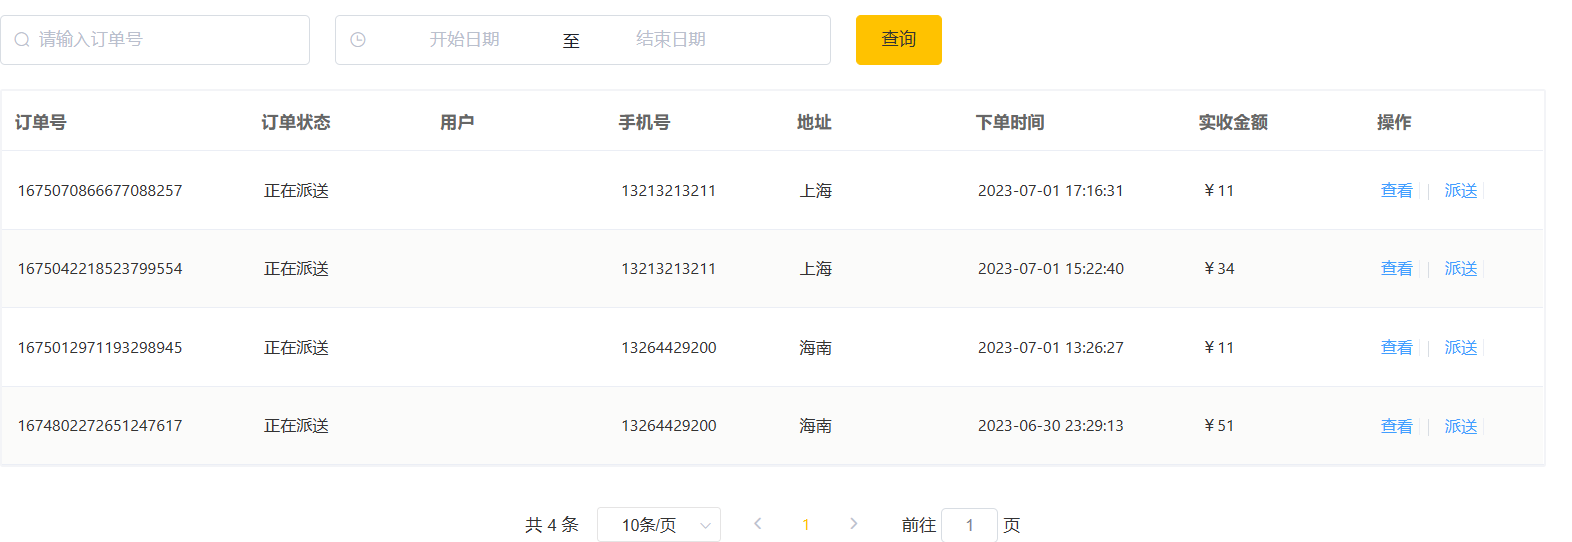 请输入订单号 开始日期 至 结束日期 查询
订单号 订单状态 用户 手机号 地址 下单时间 实收金额 操作
1675070866677088257 正在派送 13213213211 上海 2023-07-01 17:16:31 ￥11 查看 | 派送
1675042218523799554 正在派送 13213213211 上海 2023-07-01 15:22:40 ￥34 查看 | 派送
1675012971193298945 正在派送 13264429200 海南 2023-07-01 13:26:27 ￥11 查看 | 派送
1674802272651247617 正在派送 13264429200 海南 2023-06-30 23:29:13 ￥51 查看 | 派送
共 4 条 10条/页 1 前往 1 页